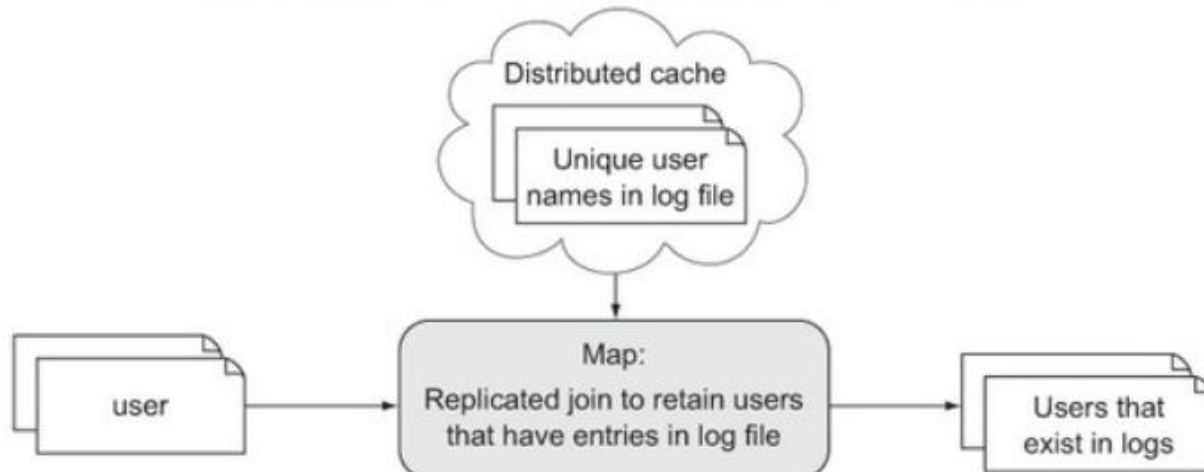 Distributed cache
Unique user
names in log file
Map:
user
Replicated join to retain users
that have entries in log file
Users that
exist in logs